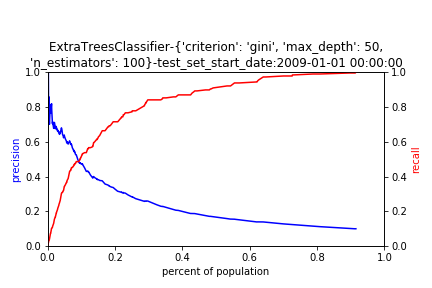 ExtraTreesClassifier-{'criterion': 'gini', 'max_depth': 50,
'n_estimators': 100}-test_set_start_date:2009-01-01 00:00:00
1.0 1.0
0.8 0.8
0.6 0.6
precision recall
0.4 0.4
0.2 0.2
0.0 0.0
0.0 0.2 0.4 0.6 0.8 1.0
percent of population